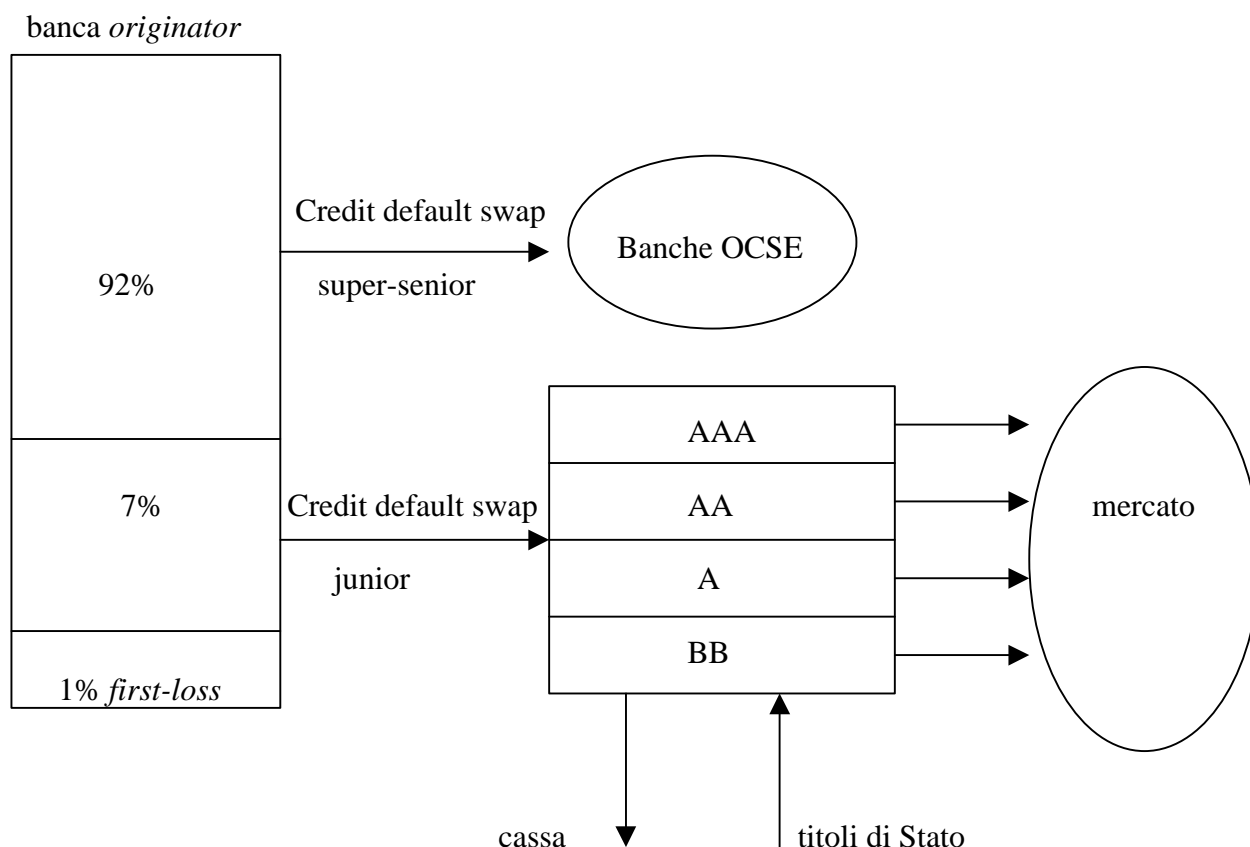 banca originator
Credit default swap
Banche OCSE
92%
super-senior
AAA
7%
Credit default swap
AA
mercato
junior
A
BB
1% first-loss
cassa
titoli di Stato